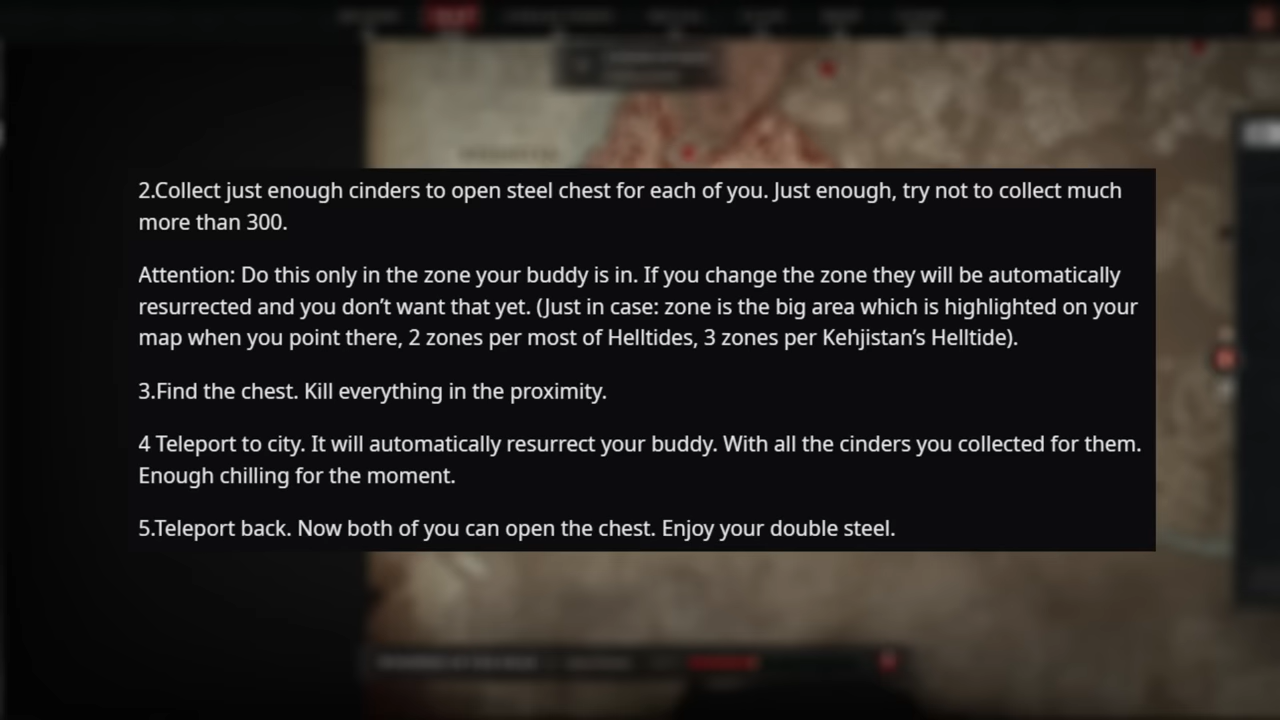 2.Collect just enough cinders to open steel chest for each of you. Just enough, try not to collect much
more than 300.
Attention: Do this only in the zone your buddy is in. If you change the zone they will be automatically
resurrected and you don’t want that yet. (Just in case: zone is the big area which is highlighted on your
map when you point there, 2 zones per most of Helltides, 3 zones per Kehjistan’s Helltide).
3.Find the chest. Kill everything in the proximity.
4 Teleport to city. It will automatically resurrect your buddy. With all the cinders you collected for them.
Enough chilling for the moment.
5.Teleport back. Now both of you can open the chest. Enjoy your double steel.